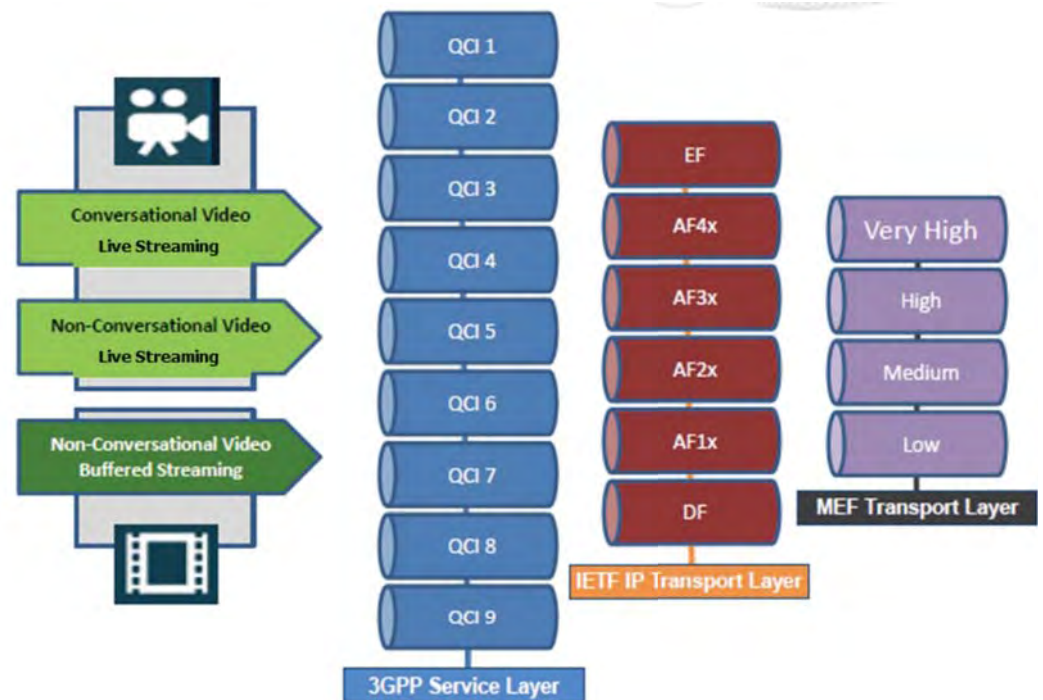 Conversational Video
Live Streaming
Non-Conversational Video
Live Streaming
Non-Conversational Video
Buffered Streaming
QCI 1
QCI 2
QCI 3
QCI 4
QCI 5
QCI 6
QCI 7
QCI 8
QCI 9
3GPP Service Layer
EF
AF4x
AF3x
AF2x
AF1x
DF
IETF IP Transport Layer
Very High
High
Medium
Low
MEF Transport Layer